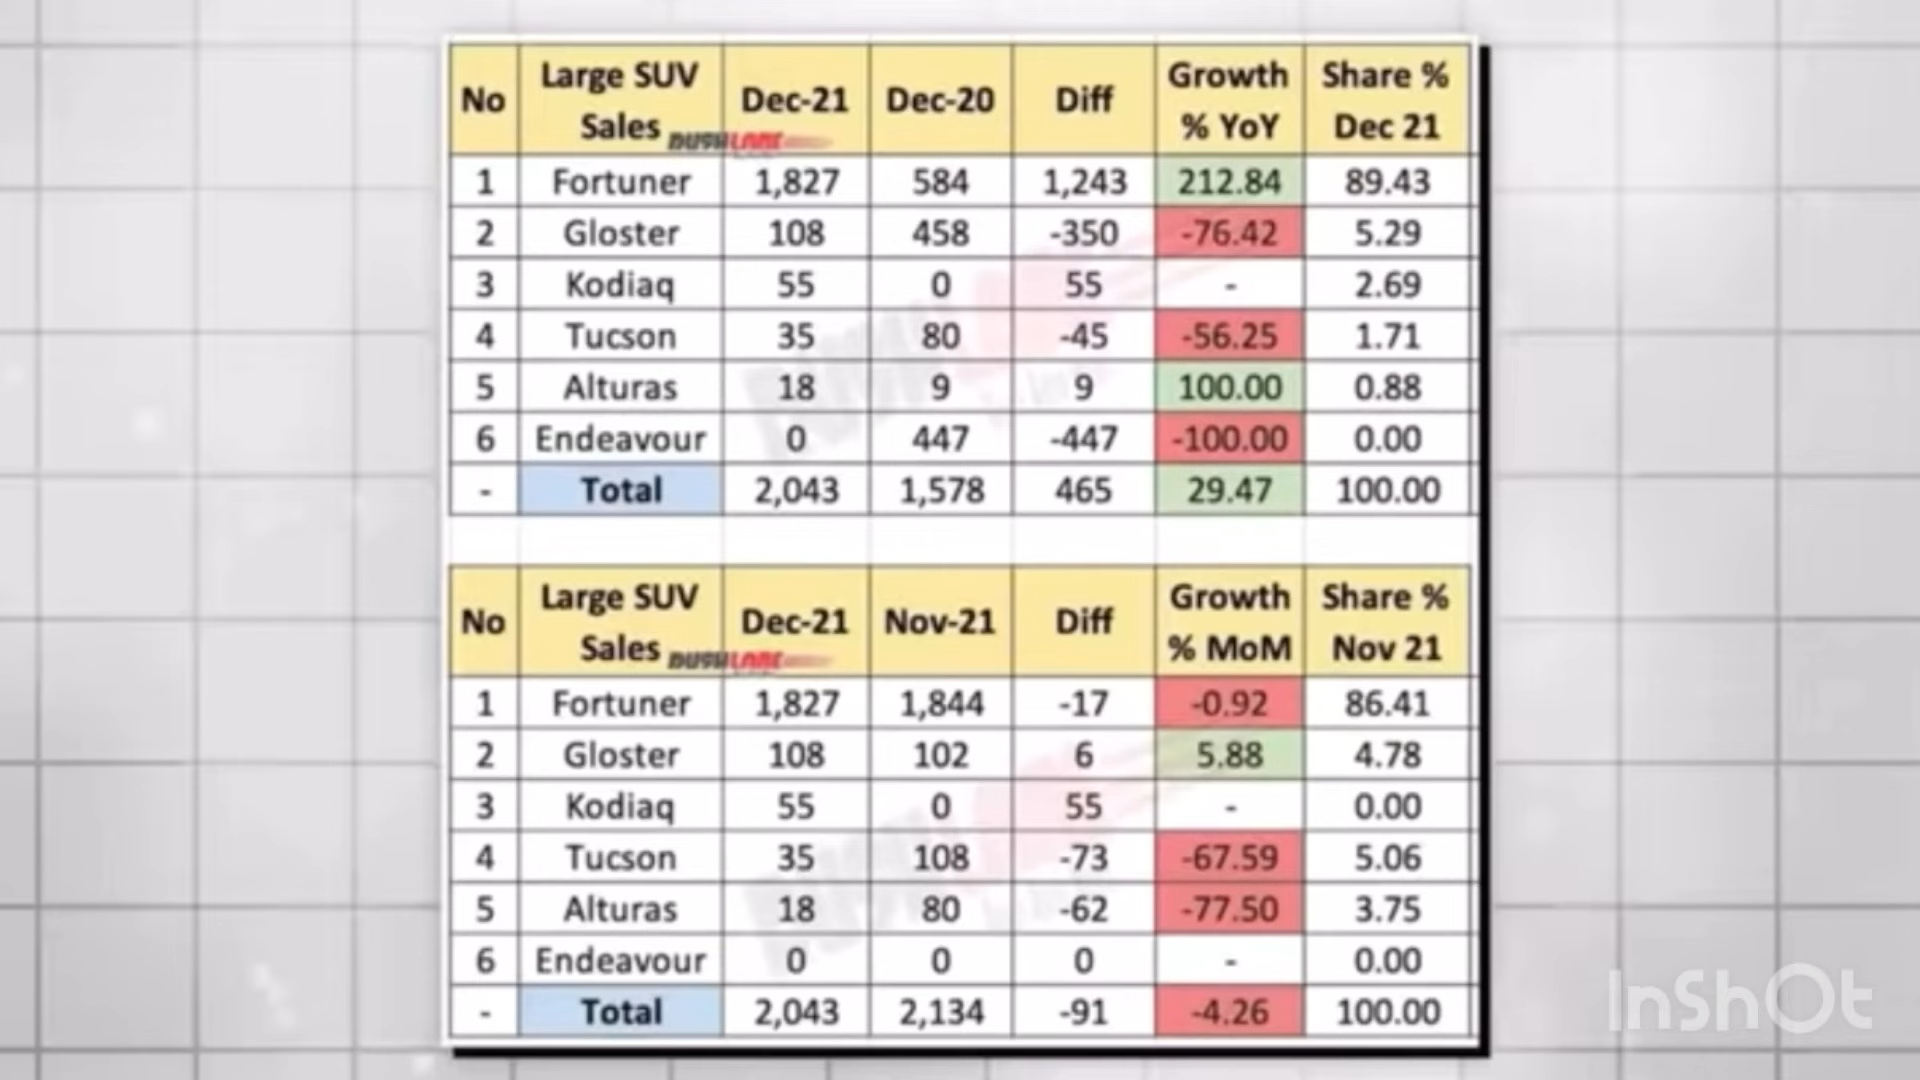 No Large SUV Sales Dec-21 Dec-20 Diff Growth % YoY Share % Dec 21
RUSHLANE
1 Fortuner 1,827 584 1,243 212.84 89.43
2 Gloster 108 458 -350 -76.42 5.29
3 Kodiaq 55 0 55 - 2.69
4 Tucson 35 80 -45 -56.25 1.71
5 Alturas 18 9 9 100.00 0.88
6 Endeavour 0 447 -447 -100.00 0.00
- Total 2,043 1,578 465 29.47 100.00
No Large SUV Sales Dec-21 Nov-21 Diff Growth % MoM Share % Nov 21
RUSHLANE
1 Fortuner 1,827 1,844 -17 -0.92 86.41
2 Gloster 108 102 6 5.88 4.78
3 Kodiaq 55 0 55 - 0.00
4 Tucson 35 108 -73 -67.59 5.06
5 Alturas 18 80 -62 -77.50 3.75
6 Endeavour 0 0 0 - 0.00
- Total 2,043 2,134 -91 -4.26 100.00
InShOt